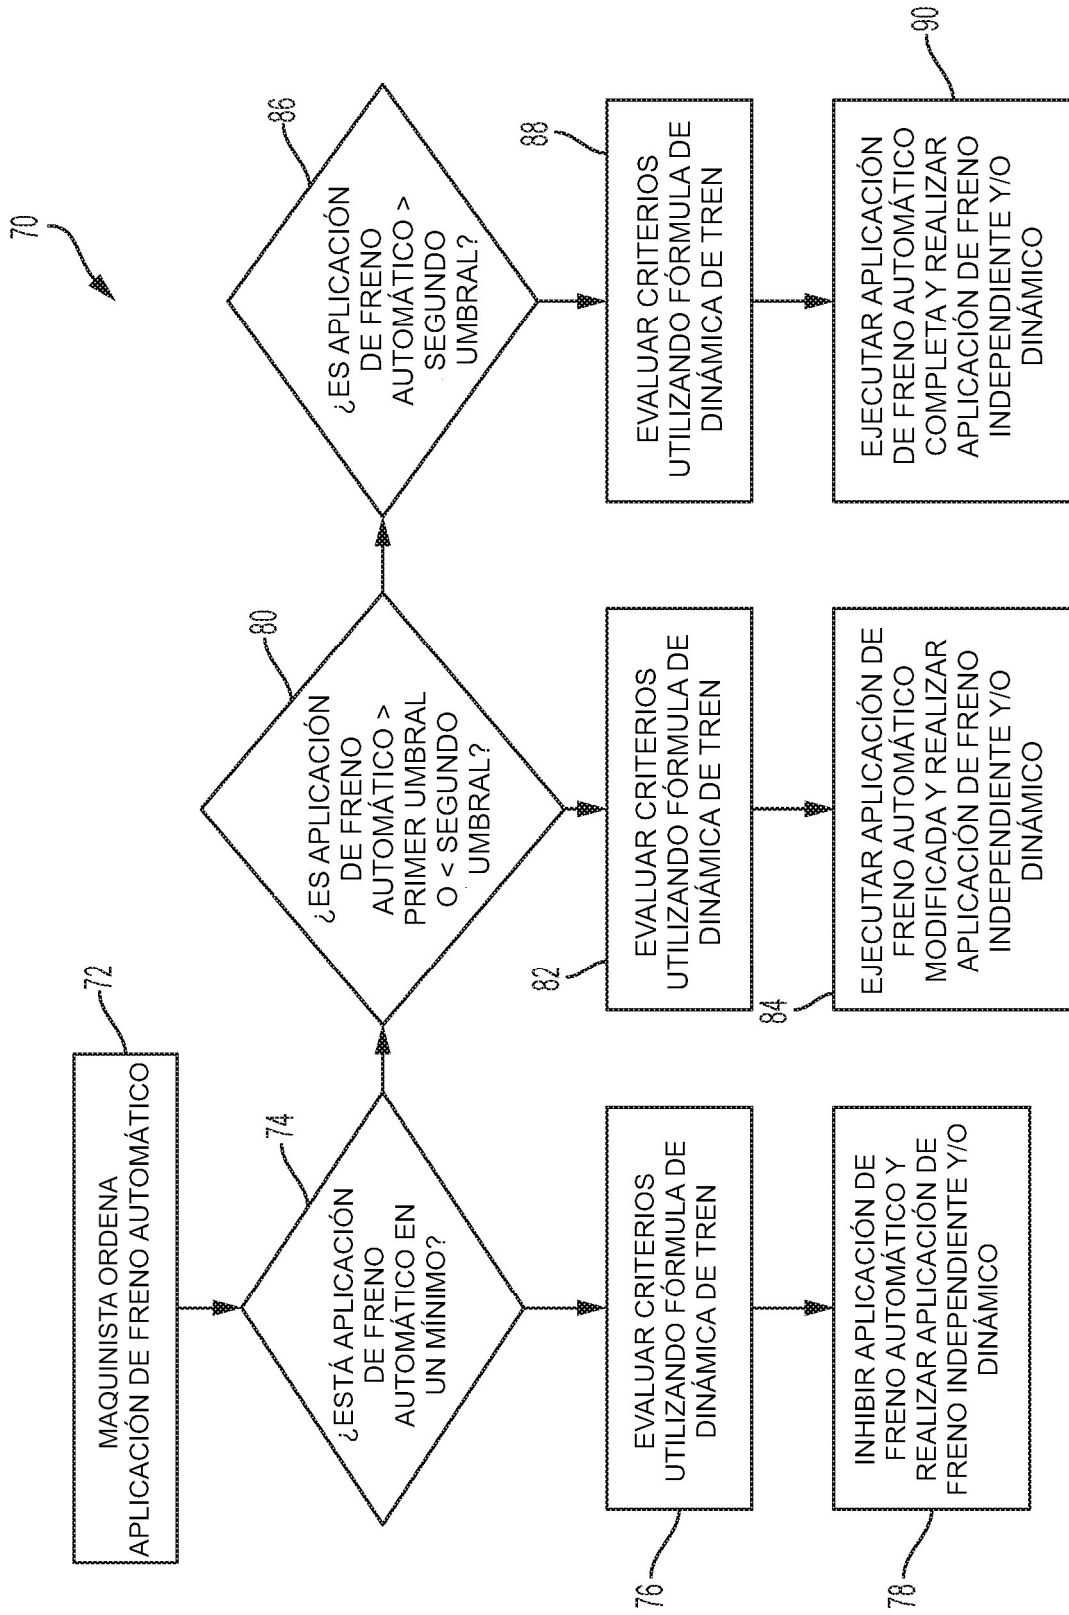 70
72
MAQUINISTA ORDENA
APLICACIÓN DE FRENO AUTOMÁTICO
74
¿ESTÁ APLICACIÓN
DE FRENO
AUTOMÁTICO EN
UN MÍNIMO?
76
EVALUAR CRITERIOS
UTILIZANDO FÓRMULA DE
DINÁMICA DE TREN
78
INHIBIR APLICACIÓN DE
FRENO AUTOMÁTICO Y
REALIZAR APLICACIÓN DE
FRENO INDEPENDIENTE Y/O
DINÁMICO
80
¿ES APLICACIÓN
DE FRENO
AUTOMÁTICO >
PRIMER UMBRAL
O < SEGUNDO
UMBRAL?
82
EVALUAR CRITERIOS
UTILIZANDO FÓRMULA DE
DINÁMICA DE TREN
84
EJECUTAR APLICACIÓN DE
FRENO AUTOMÁTICO
MODIFICADA Y REALIZAR
APLICACIÓN DE FRENO
INDEPENDIENTE Y/O
DINÁMICO
86
¿ES APLICACIÓN
DE FRENO
AUTOMÁTICO >
SEGUNDO
UMBRAL?
88
EVALUAR CRITERIOS
UTILIZANDO FÓRMULA DE
DINÁMICA DE TREN
90
EJECUTAR APLICACIÓN
DE FRENO AUTOMÁTICO
COMPLETA Y REALIZAR
APLICACIÓN DE FRENO
INDEPENDIENTE Y/O
DINÁMICO